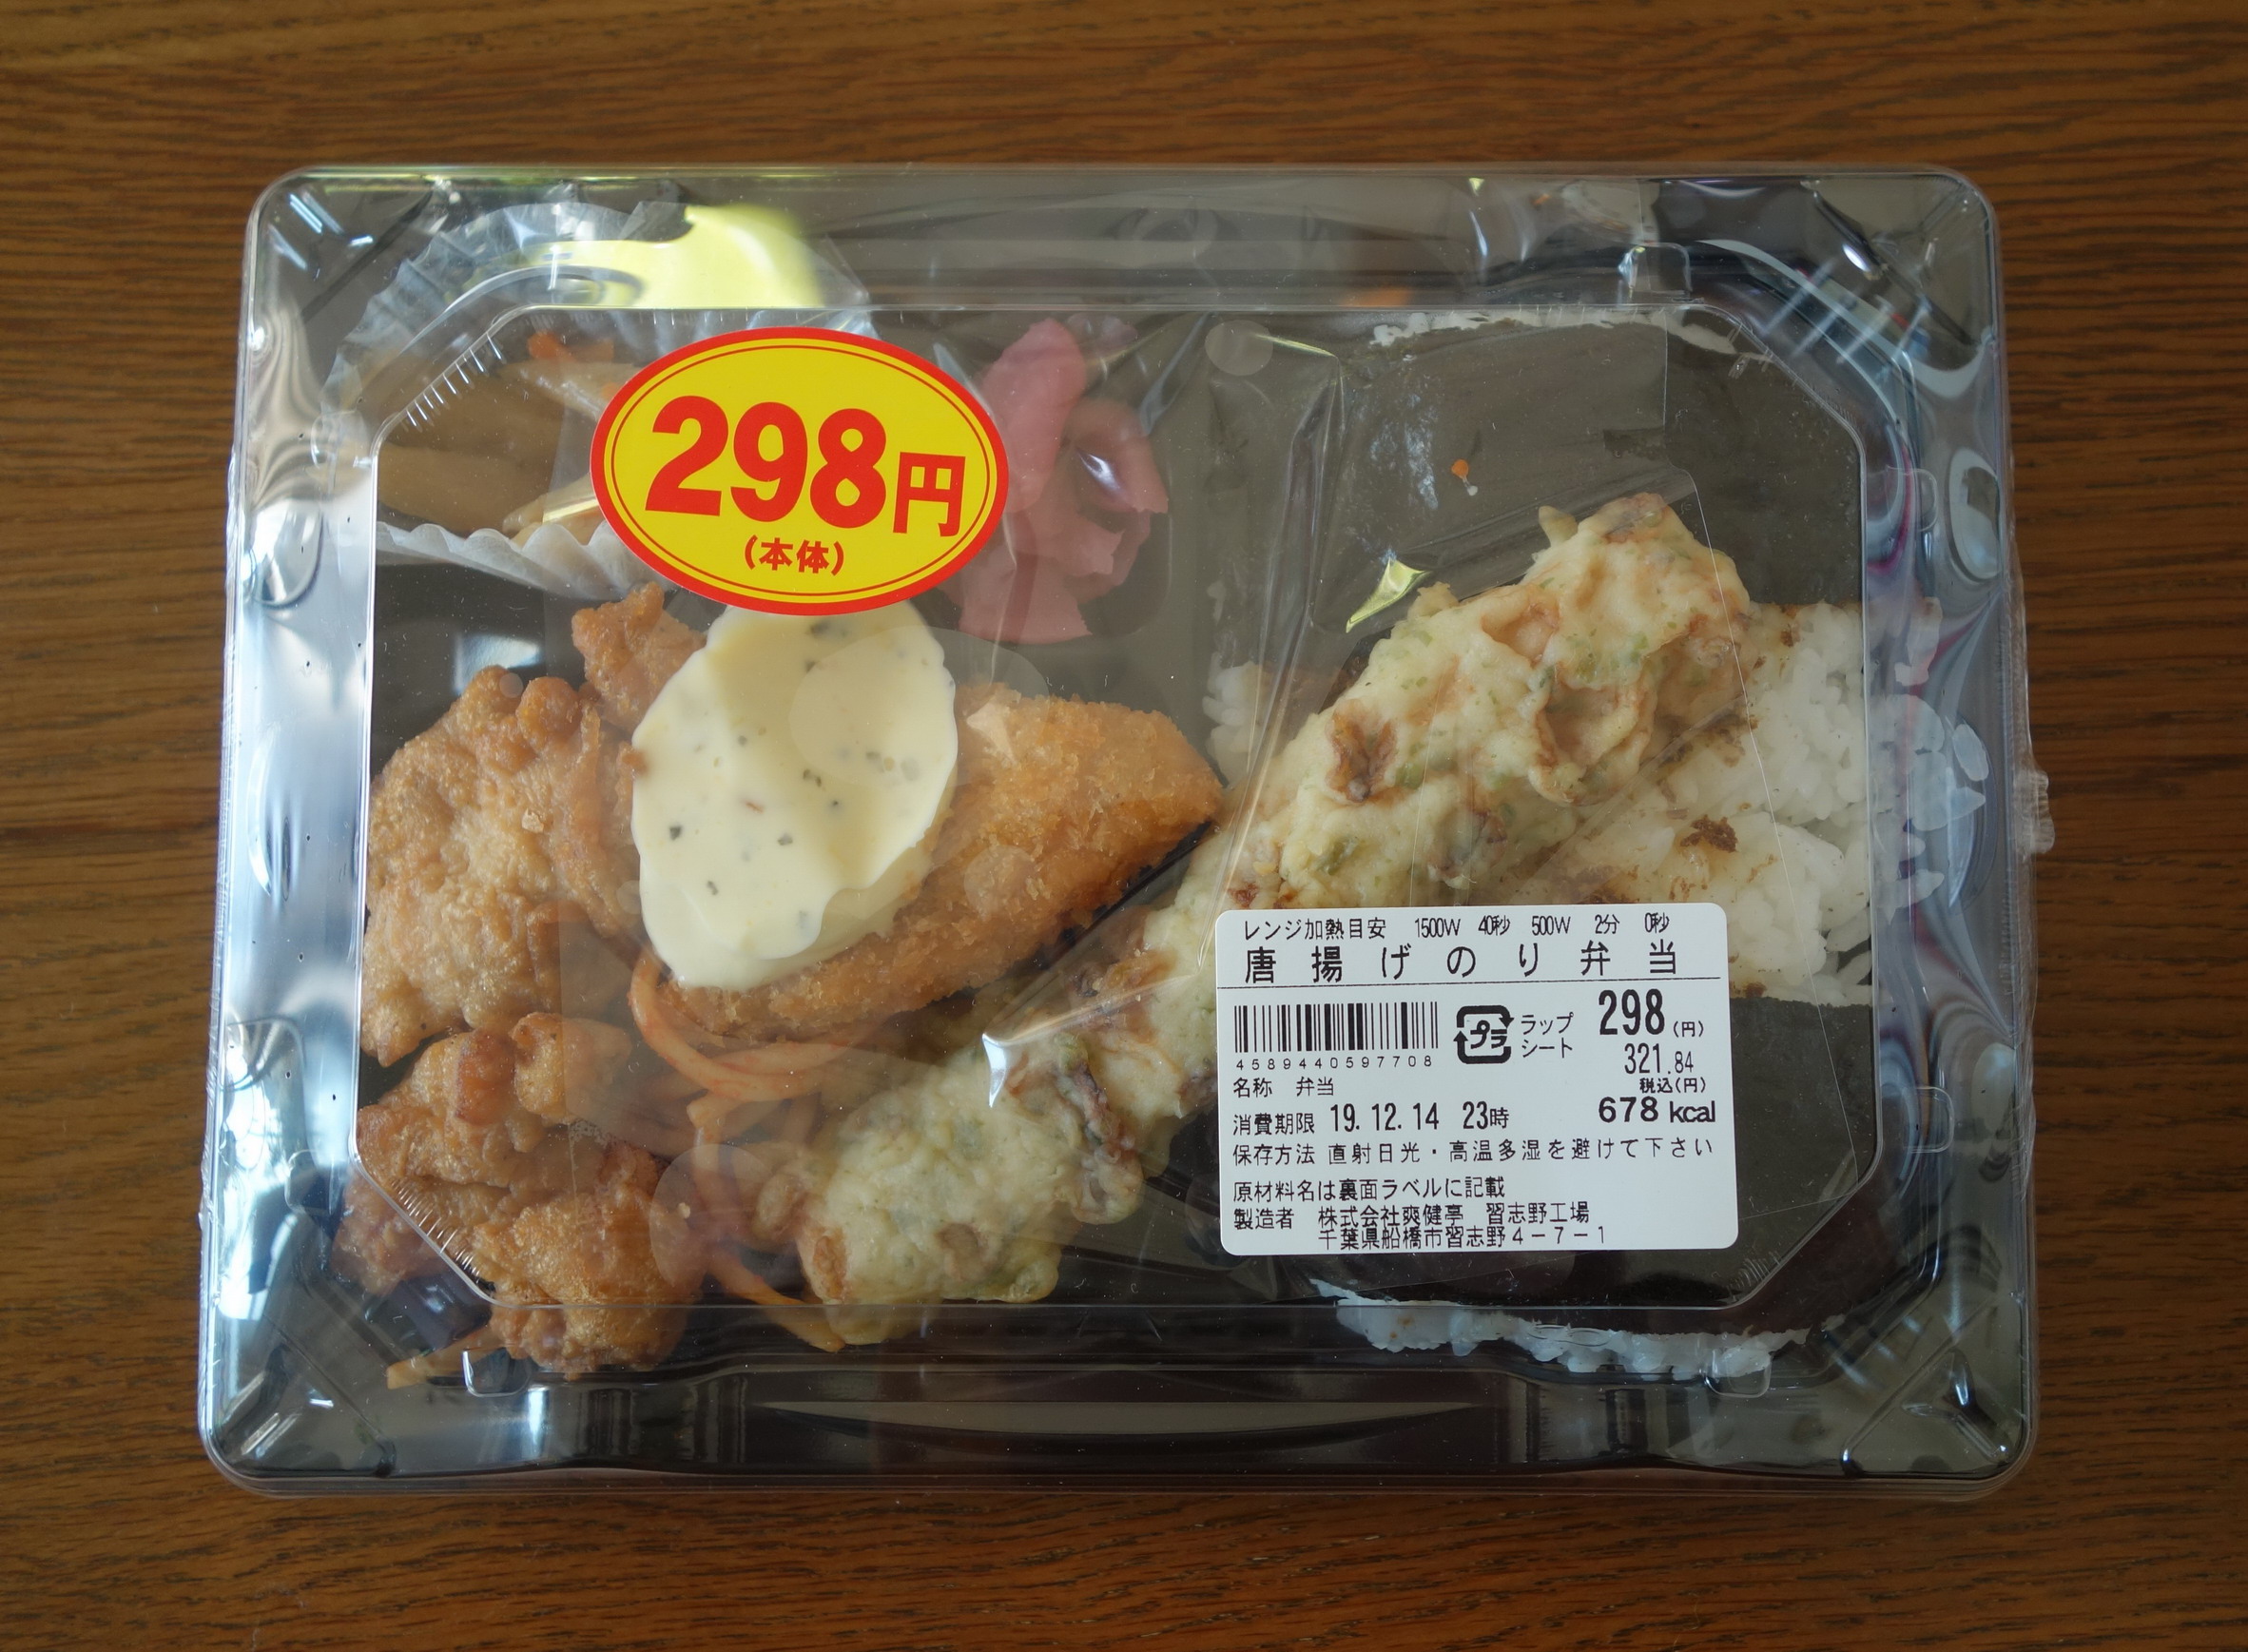 298円
(本体)
レンジ加熱目安 1500W 40秒 500W 2分 0秒
唐揚げのり弁当
4589440597708
プラ
ラップ
シート
298(円)
321.84
税込(円)
678 kcal
名称 弁当
消費期限 19.12.14 23時
保存方法 直射日光・高温多湿を避けて下さい
原材料名は裏面ラベルに記載
製造者 株式会社爽健亭 習志野工場
千葉県船橋市習志野4-7-1